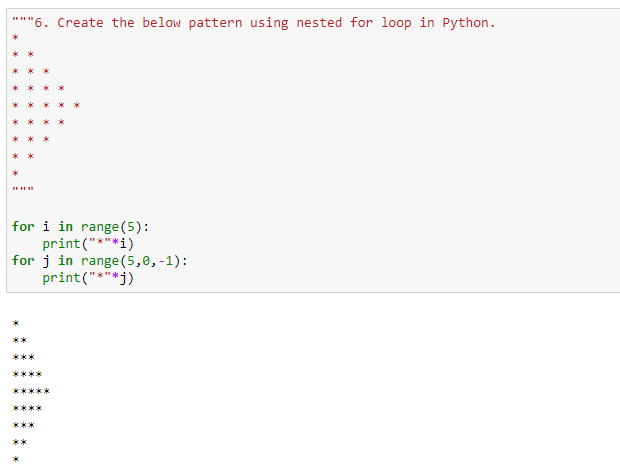 """6. Create the below pattern using nested for loop in Python.
*
* *
* * *
* * * *
* * * * *
* * * *
* * *
* *
*
"""

for i in range(5):
    print("*"*i)
for j in range(5,0,-1):
    print("*"*j)

*
**
***
****
*****
****
***
**
*